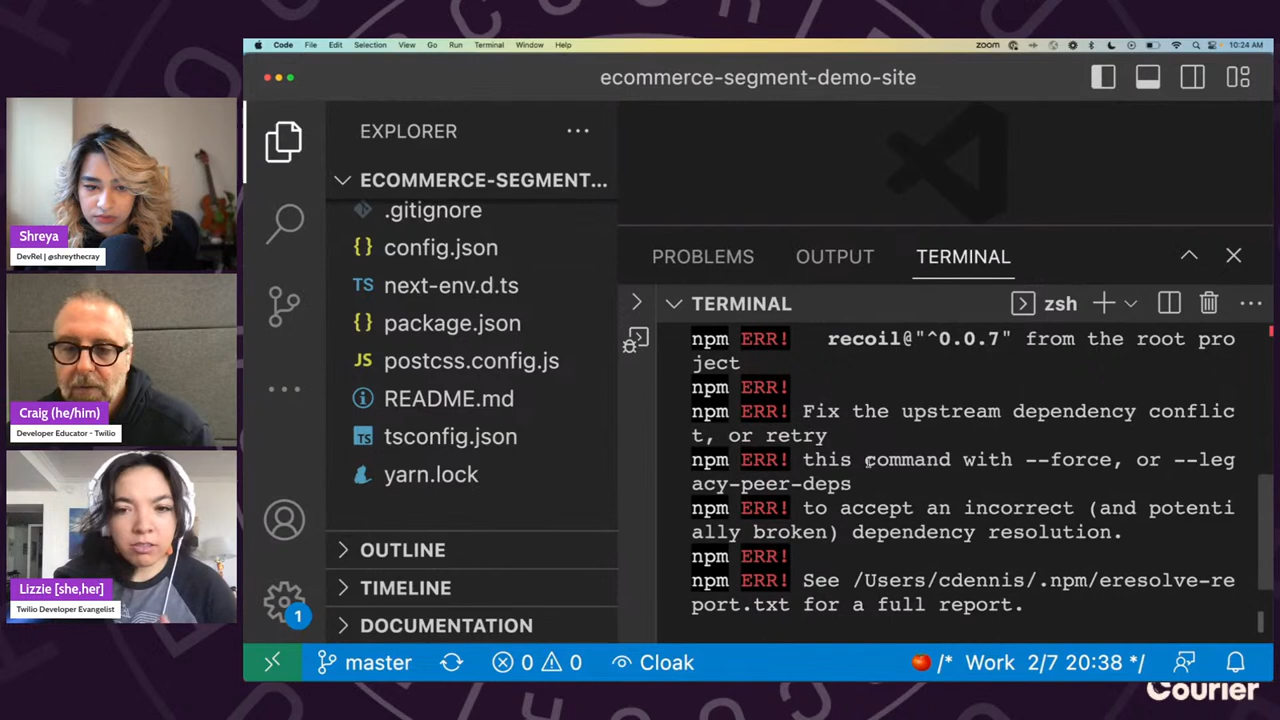 Code File Edit Selection View Go Run Terminal Window Help
zoom
10:24 AM
ecommerce-segment-demo-site
EXPLORER
ECOMMERCE-SEGMENT...
.gitignore
{} config.json
TS next-env.d.ts
{} package.json
JS postcss.config.js
README.md
TS tsconfig.json
yarn.lock
OUTLINE
TIMELINE
DOCUMENTATION
1
PROBLEMS OUTPUT TERMINAL
TERMINAL
zsh
npm ERR!   recoil@"^0.0.7" from the root pro
ject
npm ERR!
npm ERR! Fix the upstream dependency conflic
t, or retry
npm ERR! this command with --force, or --leg
acy-peer-deps
npm ERR! to accept an incorrect (and potenti
ally broken) dependency resolution.
npm ERR!
npm ERR! See /Users/cdennis/.npm/eresolve-re
port.txt for a full report.
master
0 0
Cloak
/* Work 2/7 20:38 */
Shreya
DevRel | @shreythecray
Craig (he/him)
Developer Educator - Twilio
Lizzie [she,her]
Twilio Developer Evangelist
Courier